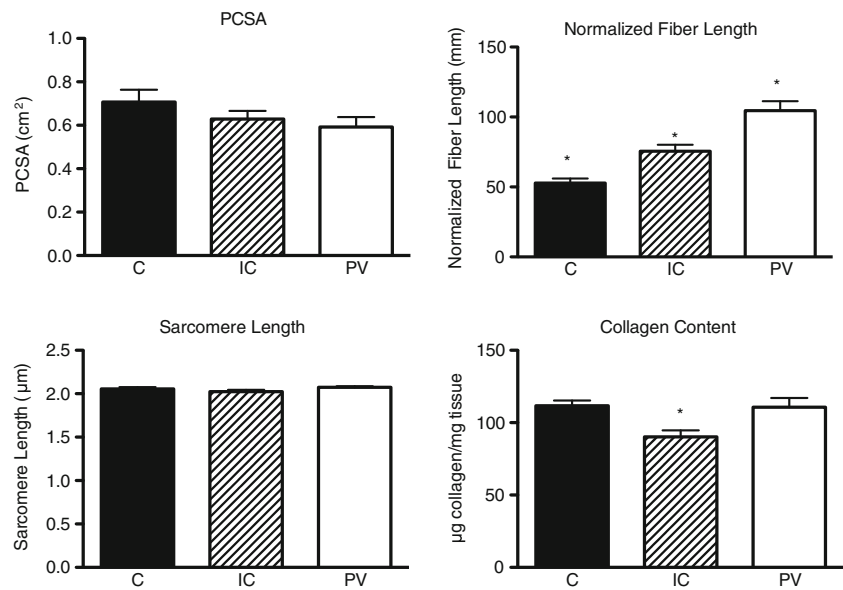 PCSA
PCSA (cm²)
1.0
0.8
0.6
0.4
0.2
0.0
C IC PV
Normalized Fiber Length
Normalized Fiber Length (mm)
150
100
50
0
* * *
C IC PV
Sarcomere Length
Sarcomere Length (µm)
2.5
2.0
1.5
1.0
0.5
0.0
C IC PV
Collagen Content
µg collagen/mg tissue
150
100
50
0
*
C IC PV